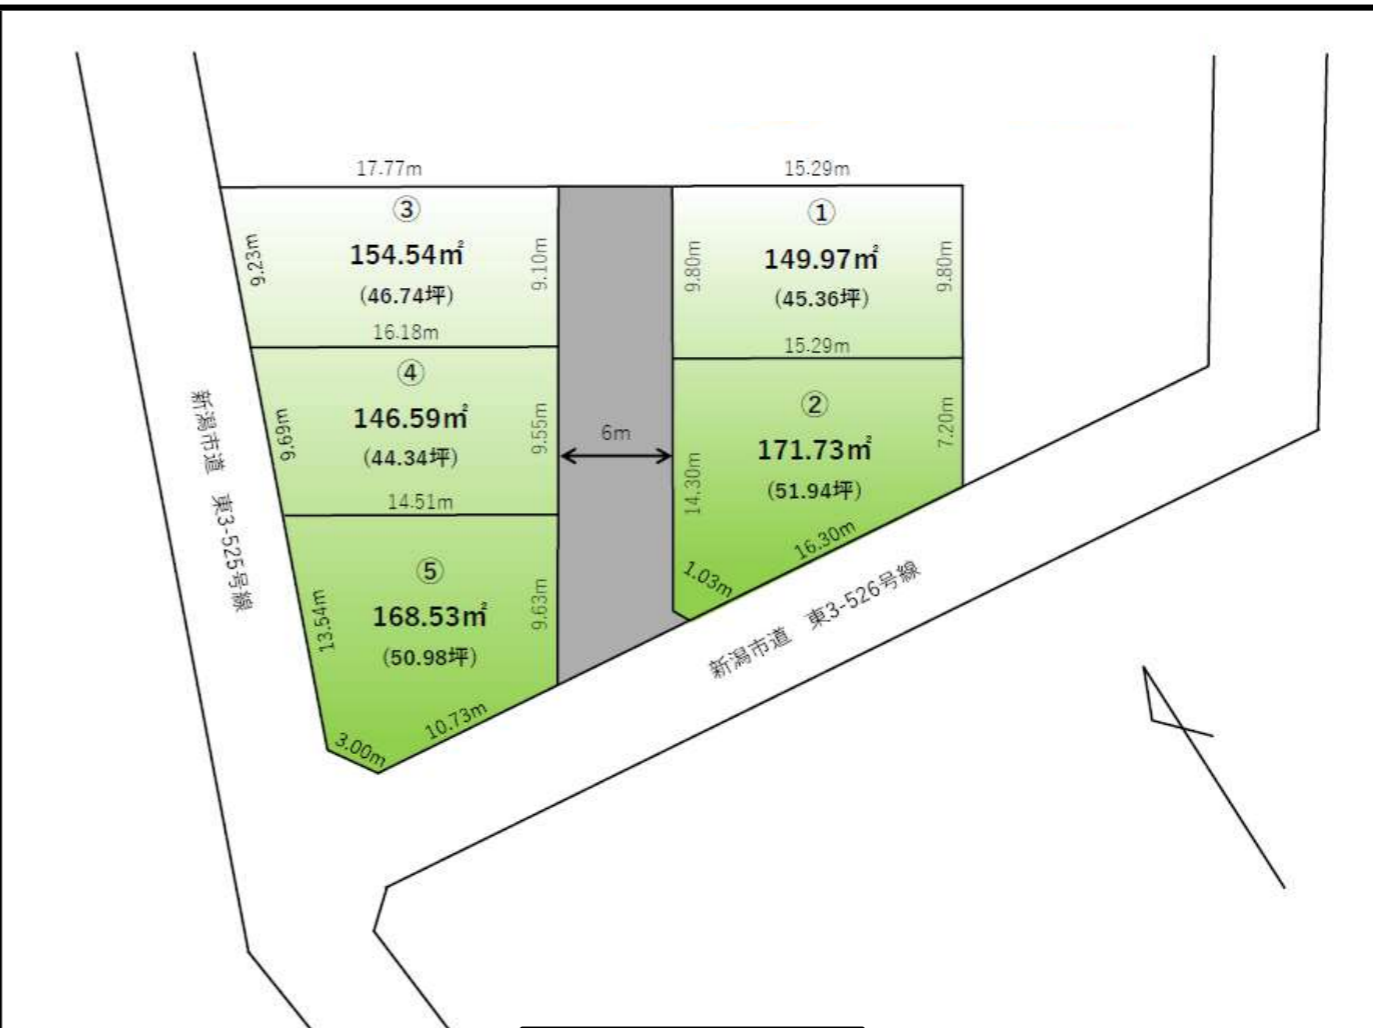 17.77m
15.29m
③
154.54㎡
(46.74坪)
9.23m
9.10m
16.18m
①
149.97㎡
(45.36坪)
9.80m
9.80m
15.29m
④
146.59㎡
(44.34坪)
9.69m
9.55m
14.51m
6m
②
171.73㎡
(51.94坪)
14.30m
7.20m
16.30m
1.03m
⑤
168.53㎡
(50.98坪)
13.54m
9.63m
10.73m
3.00m
新潟市道 東3-525号線
新潟市道 東3-526号線